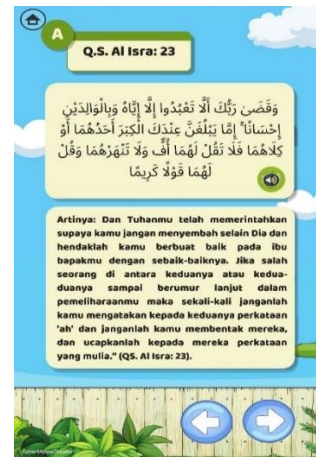 A
Q.S. Al Isra: 23
وَقَضَىٰ رَبُّكَ أَلَّا تَعْبُدُوا إِلَّا إِيَّاهُ وَبِالْوَالِدَيْنِ
إِحْسَانًا ۚ إِمَّا يَبْلُغَنَّ عِنْدَكَ الْكِبَرَ أَحَدُهُمَا أَوْ
كِلَاهُمَا فَلَا تَقُلْ لَهُمَا أُفٍّ وَلَا تَنْهَرْهُمَا وَقُلْ
لَهُمَا قَوْلًا كَرِيمًا
Artinya: Dan Tuhanmu telah memerintahkan
supaya kamu jangan menyembah selain Dia dan
hendaklah kamu berbuat baik pada ibu
bapakmu dengan sebaik-baiknya. Jika salah
seorang di antara keduanya atau kedua-
duanya sampai berumur lanjut dalam
pemeliharaanmu maka sekali-kali janganlah
kamu mengatakan kepada keduanya perkataan
'ah' dan janganlah kamu membentak mereka,
dan ucapkanlah kepada mereka perkataan
yang mulia." (QS. Al Isra: 23).